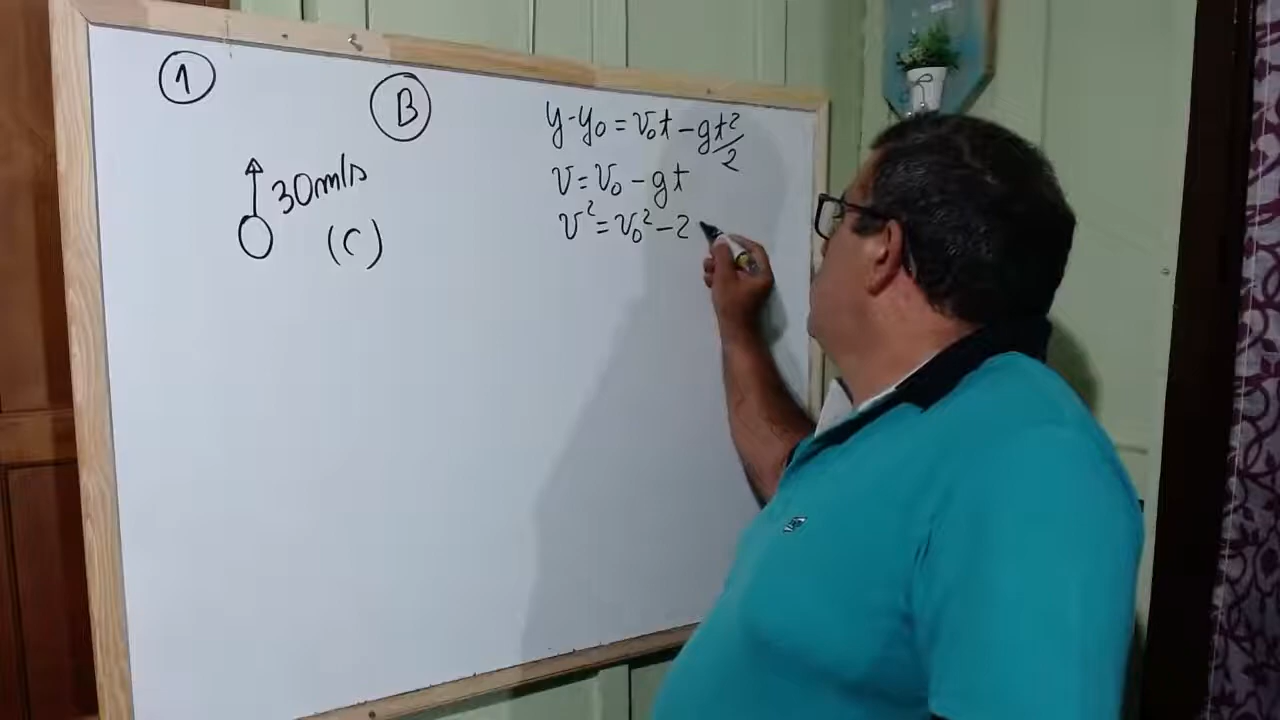 1
B
30m/s
(C)
y-y₀=v₀t-gt²/2
v=v₀-gt
v²=v₀²-2